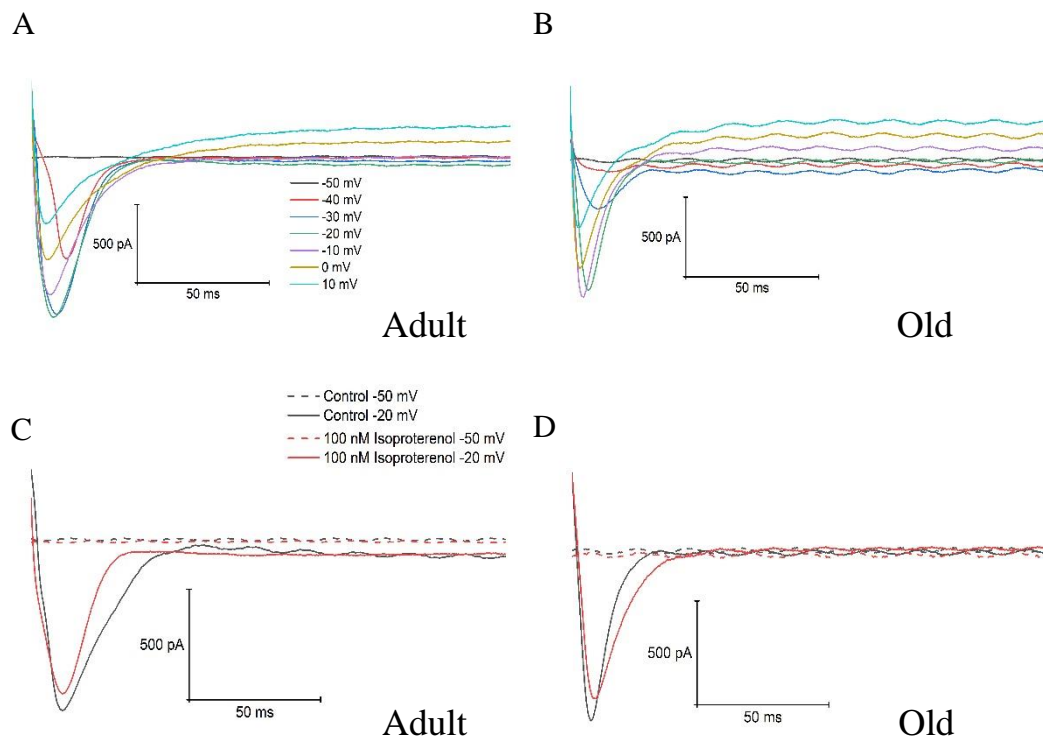 A
B
-50 mV
-40 mV
-30 mV
-20 mV
-10 mV
0 mV
10 mV
500 pA
50 ms
500 pA
50 ms
Adult
Old
Control -50 mV
Control -20 mV
100 nM Isoproterenol -50 mV
100 nM Isoproterenol -20 mV
C
D
500 pA
50 ms
500 pA
50 ms
Adult
Old